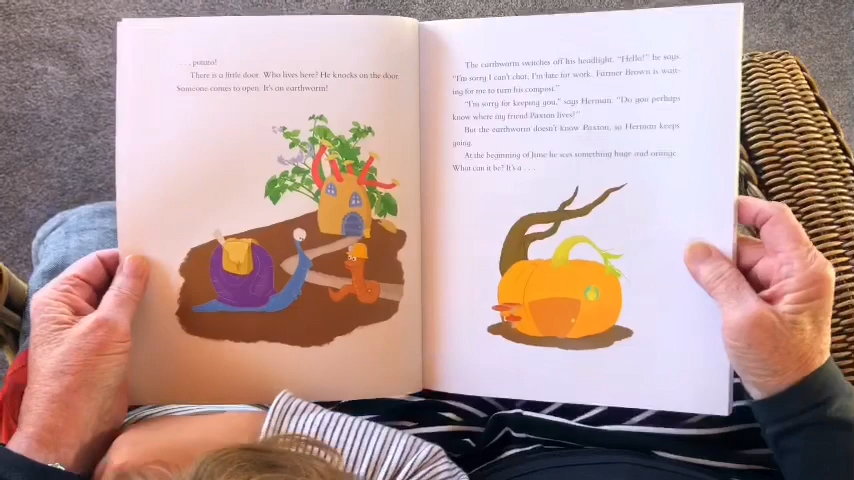 . . . potato!
There is a little door. Who lives here? He knocks on the door
Someone comes to open. It's an earthworm!
The earthworm switches off his headlight. "Hello!" he says.
"I'm sorry I can't chat. I'm late for work. Farmer Brown is wait-
ing for me to turn his compost."
"I'm sorry for keeping you," says Herman. "Do you perhaps
know where my friend Paxton lives?"
But the earthworm doesn't know Paxton, so Herman keeps
going.
At the beginning of June he sees something huge and orange.
What can it be? It's a . . .